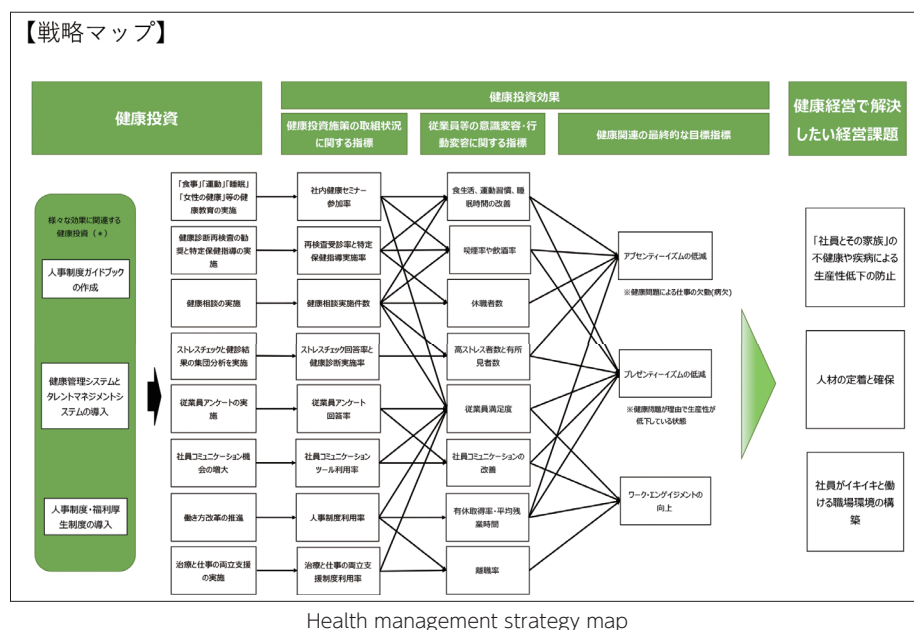 【戦略マップ】
健康投資
健康投資効果
健康投資施策の取組状況
に関する指標
従業員等の意識変容・行
動変容に関する指標
健康関連の最終的な目標指標
健康経営で解決
したい経営課題
様々な効果に関連する
健康投資（*）
人事制度ガイドブック
の作成
健康管理システムと
タレントマネジメントシ
ステムの導入
人事制度・福利厚
生制度の導入
「食事」「運動」「睡眠」
「女性の健康」等の健
康教育の実施
健康診断再検査の勧
奨と特定保健指導の実
施
健康相談の実施
ストレスチェックと健診結
果の集団分析を実施
従業員アンケートの実
施
社員コミュニケーション機
会の増大
働き方改革の推進
治療と仕事の両立支援
の実施
社内健康セミナー
参加率
再検査受診率と特定
保健指導実施率
健康相談実施件数
ストレスチェック回答率と
健康診断実施率
従業員アンケート
回答率
社員コミュニケーション
ツール利用率
人事制度利用率
治療と仕事の両立支
援制度利用率
食生活、運動習慣、睡
眠時間の改善
喫煙率や飲酒率
休職者数
高ストレス者数と有所
見者数
従業員満足度
社員コミュニケーションの
改善
有休取得率・平均残
業時間
離職率
アブセンティーイズムの低減
※健康問題による仕事の欠勤(病欠)
プレゼンティーイズムの低減
※健康問題が理由で生産性が
低下している状態
ワーク・エンゲイジメントの
向上
「社員とその家族」の
不健康や疾病による
生産性低下の防止
人材の定着と確保
社員がイキイキと働
ける職場環境の構
築
Health management strategy map